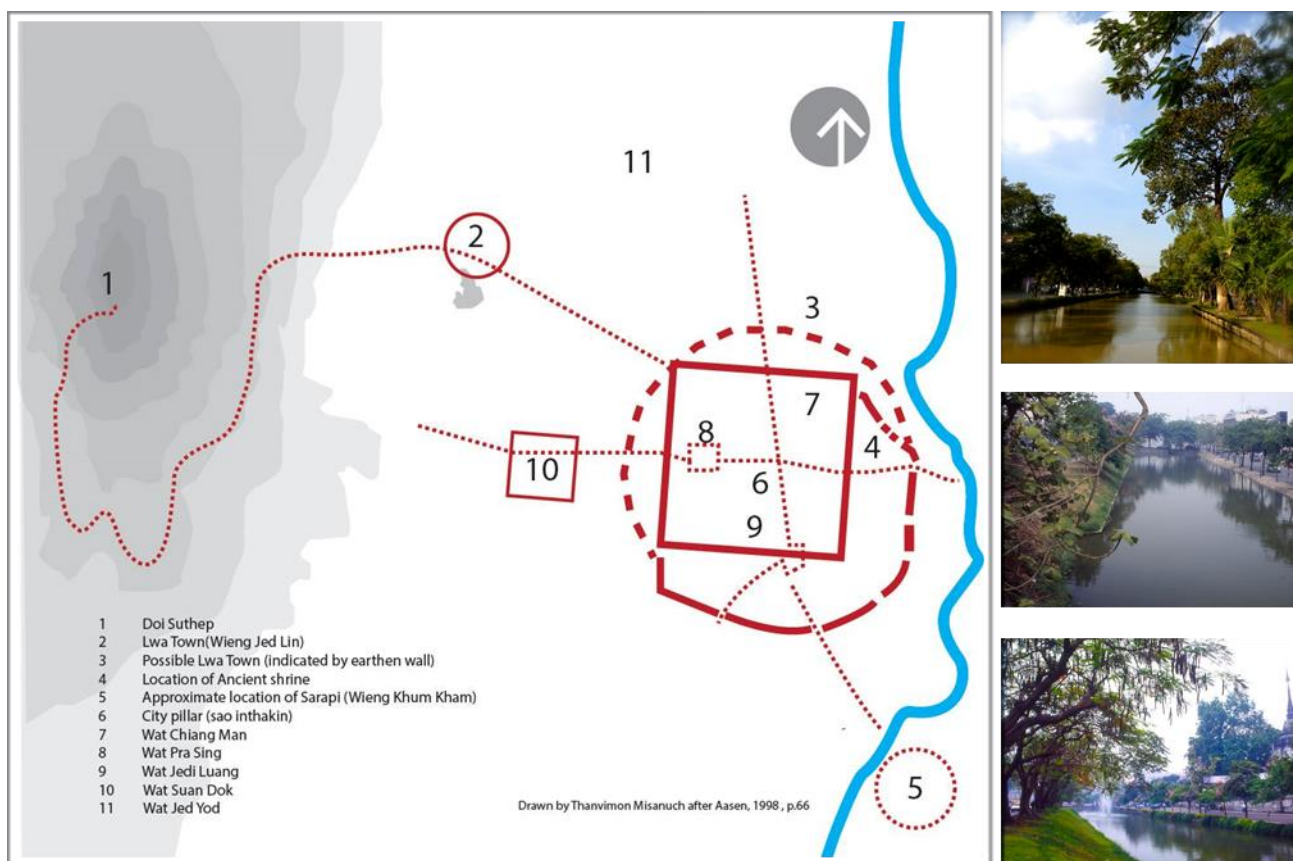 11
2
1
3
7
8
4
10
6
9
1 Doi Suthep
2 Lwa Town(Wieng Jed Lin)
3 Possible Lwa Town (indicated by earthen wall)
4 Location of Ancient shrine
5 Approximate location of Sarapi (Wieng Khum Kham)
6 City pillar (sao inthakin)
7 Wat Chiang Man
8 Wat Pra Sing
9 Wat Jedi Luang
10 Wat Suan Dok
11 Wat Jed Yod
5
Drawn by Thanvimon Misanuch after Aasen, 1998 , p.66